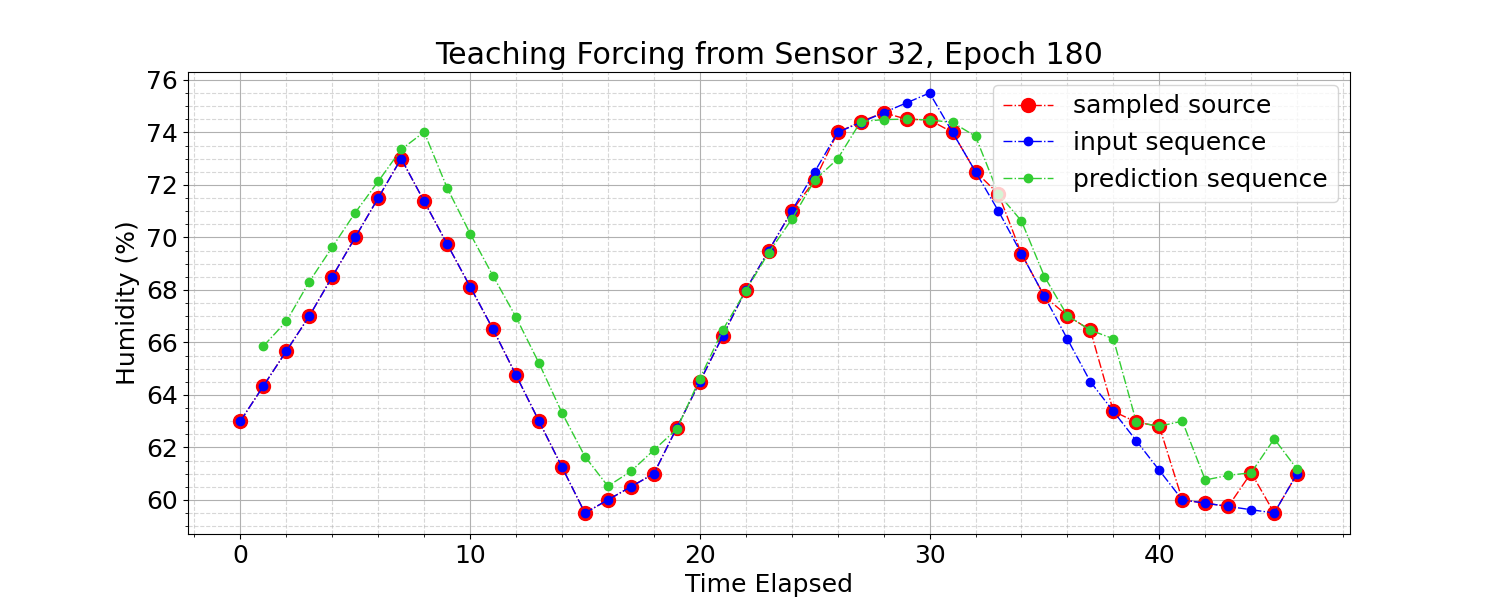 Teaching Forcing from Sensor 32, Epoch 180
76
74
72
70
68
66
64
62
60
Humidity (%)
sampled source
input sequence
prediction sequence
0 10 20 30 40
Time Elapsed